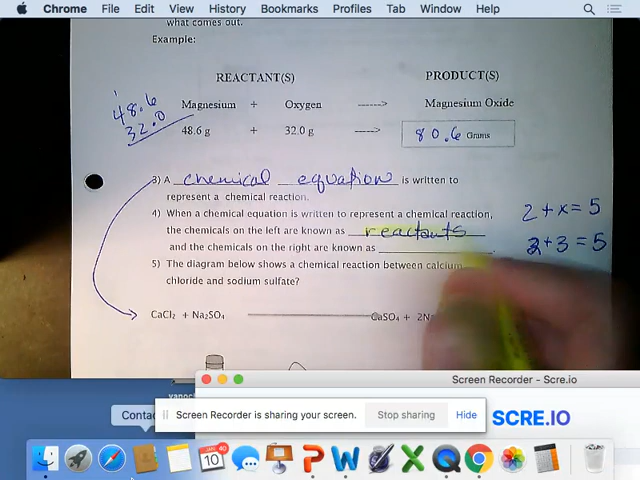 Chrome File Edit View History Bookmarks Profiles Tab Window Help
what comes out.
Example:
REACTANT(S) PRODUCT(S)
Magnesium + Oxygen -----> Magnesium Oxide
48.6 g + 32.0 g ----> 80.6 Grams
1
48.6
32.0
3) A chemical equation is written to
represent a chemical reaction.
4) When a chemical equation is written to represent a chemical reaction,
the chemicals on the left are known as reactants
and the chemicals on the right are known as
2 + x = 5
2 + 3 = 5
5) The diagram below shows a chemical reaction between calcium
chloride and sodium sulfate?
CaCl₂ + Na₂SO₄ CaSO₄ + 2Na
Screen Recorder - Scre.io
Screen Recorder is sharing your screen. Stop sharing Hide
SCRE.IO
Conta
10